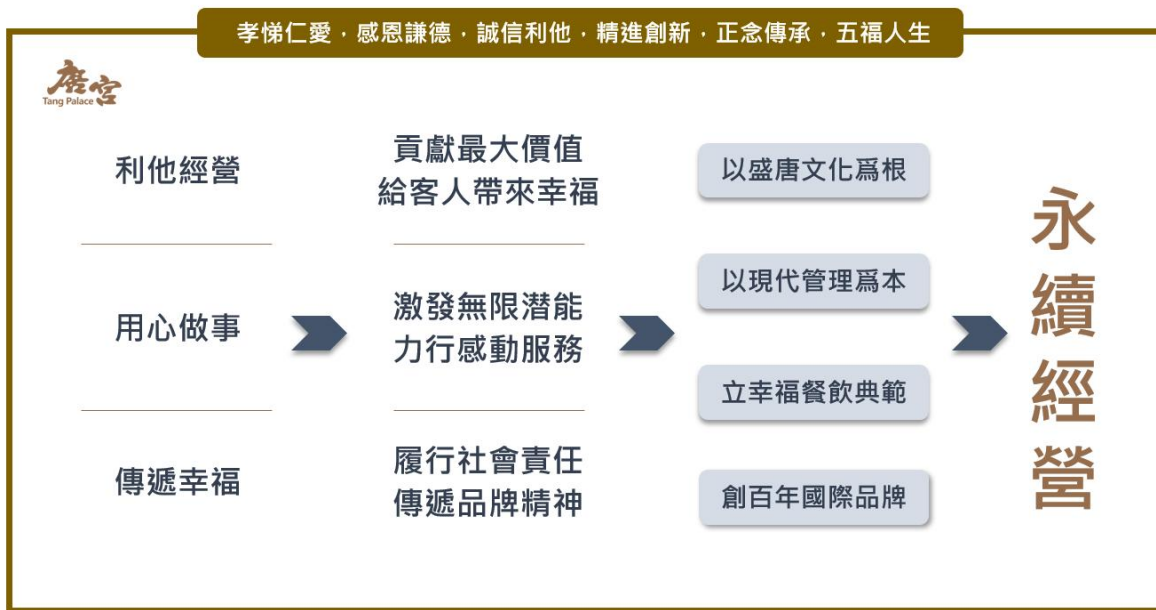 孝悌仁愛，感恩謙德，誠信利他，精進創新，正念傳承，五福人生
唐宮
Tang Palace
利他經營
貢獻最大價值
給客人帶來幸福
以盛唐文化爲根
用心做事
激發無限潜能
力行感動服務
以現代管理爲本
立幸福餐飲典範
傳遞幸福
履行社會責任
傳遞品牌精神
創百年國際品牌
永續經營